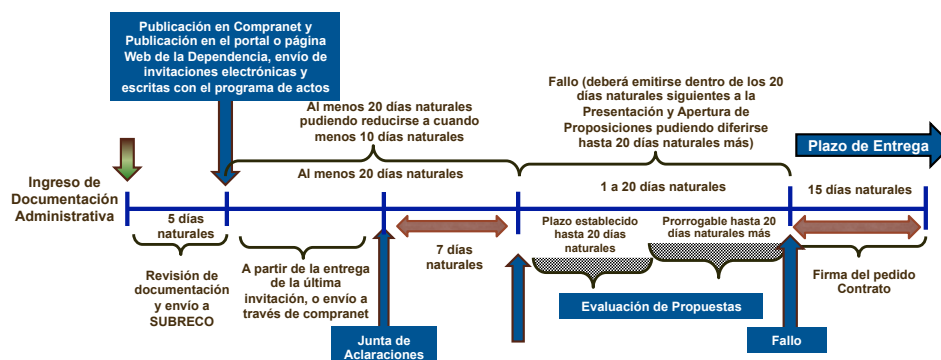 Publicación en Compranet y
Publicación en el portal o página
Web de la Dependencia, envío de
invitaciones electrónicas y
escritas con el programa de actos
Al menos 20 días naturales
pudiendo reducirse a cuando
menos 10 días naturales
Al menos 20 días naturales
Fallo (deberá emitirse dentro de los 20
días naturales siguientes a la
Presentación y Apertura de
Proposiciones pudiendo diferirse
hasta 20 días naturales más)
Plazo de Entrega
Ingreso de
Documentación
Administrativa
1 a 20 días naturales
15 días naturales
5 días
naturales
Revisión de
documentación
y envío a
SUBRECO
A partir de la entrega
de la última
invitación, o envío a
través de compranet
7 días
naturales
Junta de
Aclaraciones
Plazo establecido
hasta 20 días
naturales
Prorrogable hasta 20
días naturales más
Evaluación de Propuestas
Fallo
Firma del pedido
Contrato